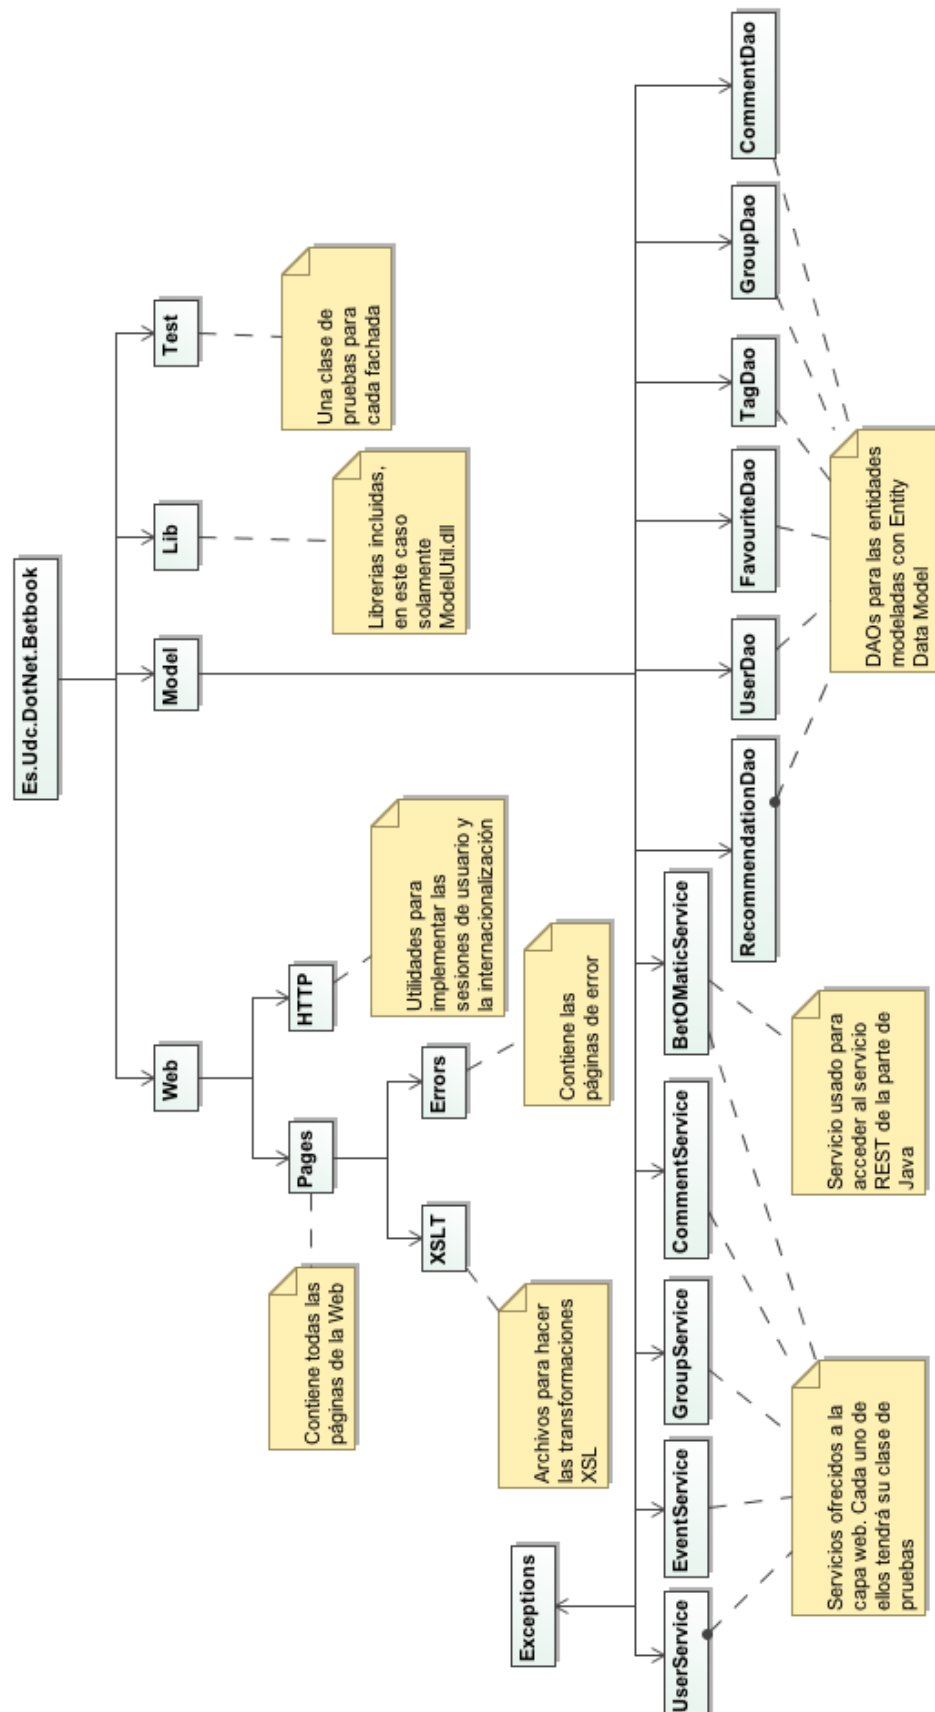 Es.Udc.DotNet.Betbook
Web
Model
Lib
Test
Pages
HTTP
Contiene todas las
páginas de la Web
Utilidades para
implementar las
sesiones de usuario y
la internacionalización
Librerias incluidas,
en este caso
solamente
ModelUtil.dll
Una clase de
pruebas para
cada fachada
XSLT
Errors
Archivos para hacer
las transformaciones
XSL
Contiene las
páginas de error
Exceptions
UserService
EventService
GroupService
CommentService
BetOMaticService
RecommendationDao
UserDao
FavouriteDao
TagDao
GroupDao
CommentDao
Servicios ofrecidos a la
capa web. Cada uno de
ellos tendrá su clase de
pruebas
Servicio usado para
acceder al servicio
REST de la parte de
Java
DAOs para las entidades
modeladas con Entity
Data Model